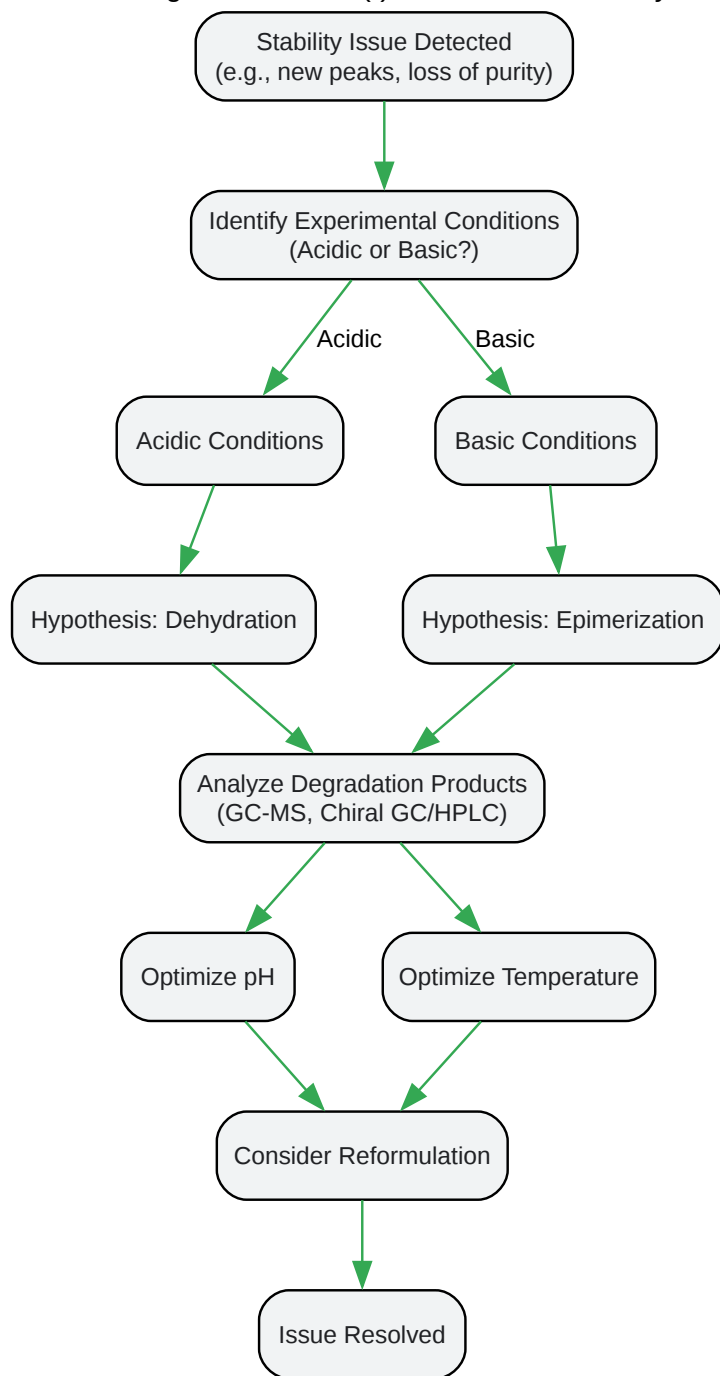 Stability Issue Detected
(e.g., new peaks, loss of purity)
Identify Experimental Conditions
(Acidic or Basic?)
Acidic
Basic
Acidic Conditions
Basic Conditions
Hypothesis: Dehydration
Hypothesis: Epimerization
Analyze Degradation Products
(GC-MS, Chiral GC/HPLC)
Optimize pH
Optimize Temperature
Consider Reformulation
Issue Resolved